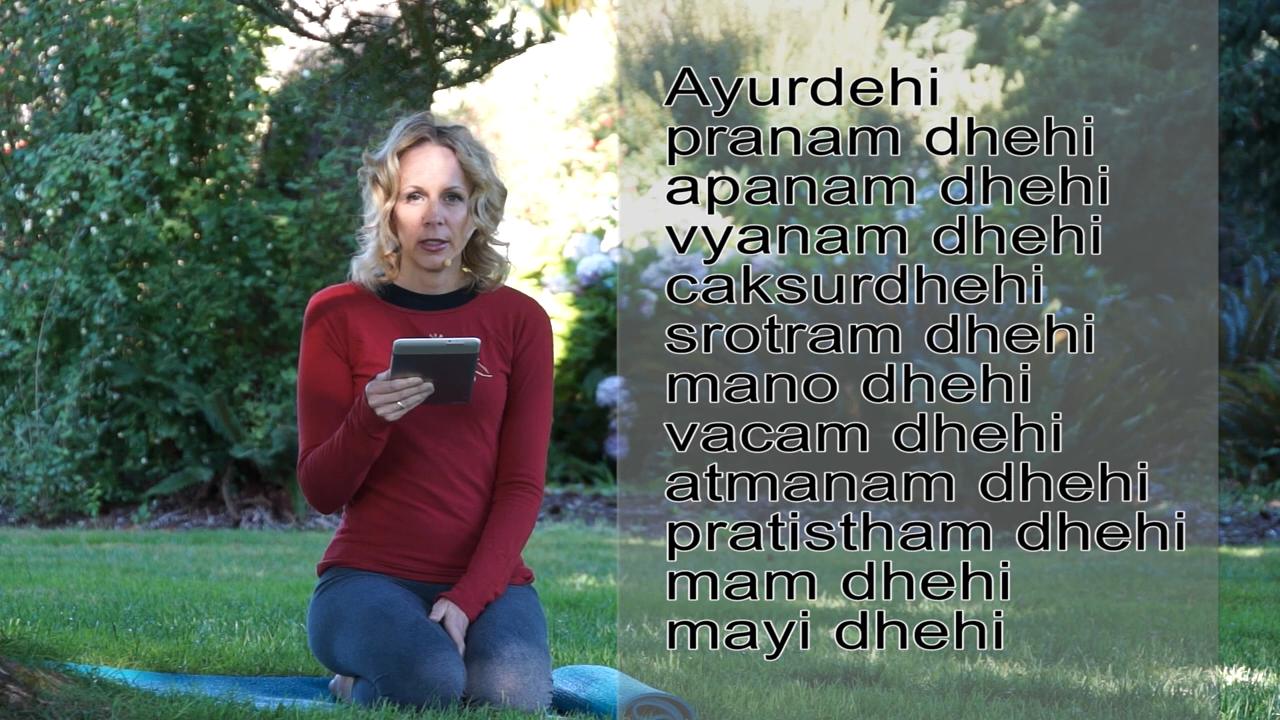 Ayurdehi
pranam dhehi
apanam dhehi
vyanam dhehi
caksurdhehi
srotram dhehi
mano dhehi
vacam dhehi
atmanam dhehi
pratistham dhehi
mam dhehi
mayi dhehi